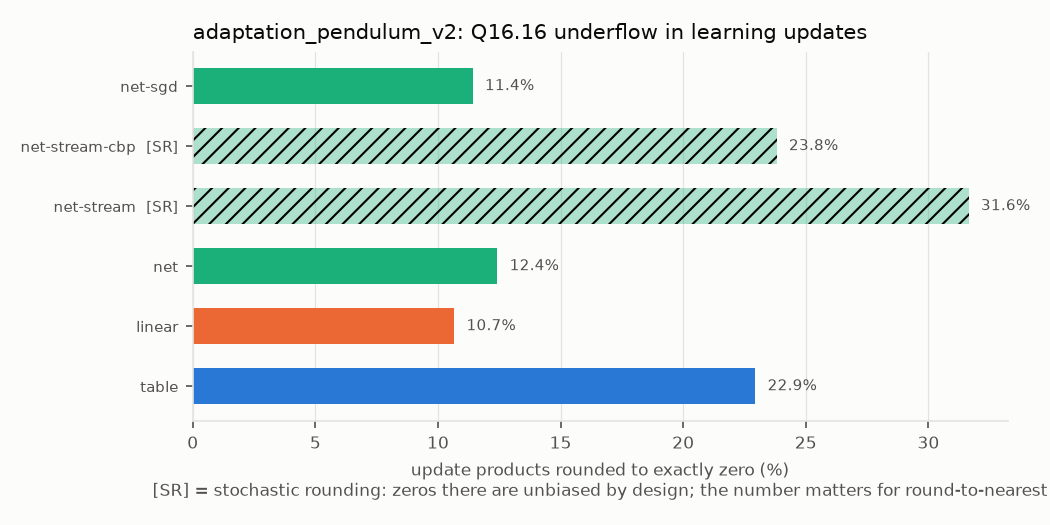 adaptation_pendulum_v2: Q16.16 underflow in learning updates
net-sgd
11.4%
net-stream-cbp [SR]
23.8%
net-stream [SR]
31.6%
net
12.4%
linear
10.7%
table
22.9%
0 5 10 15 20 25 30
update products rounded to exactly zero (%)
[SR] = stochastic rounding: zeros there are unbiased by design; the number matters for round-to-nearest